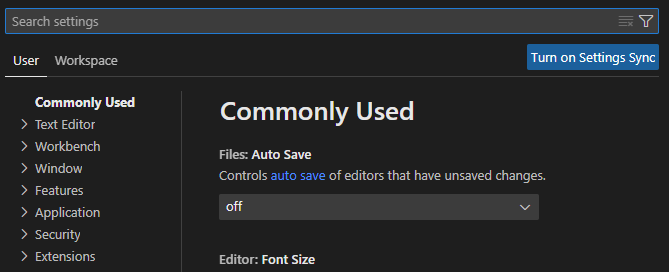 Search settings
User Workspace Turn on Settings Sync
Commonly Used
Text Editor
Workbench
Window
Features
Application
Security
Extensions
Commonly Used
Files: Auto Save
Controls auto save of editors that have unsaved changes.
off
Editor: Font Size